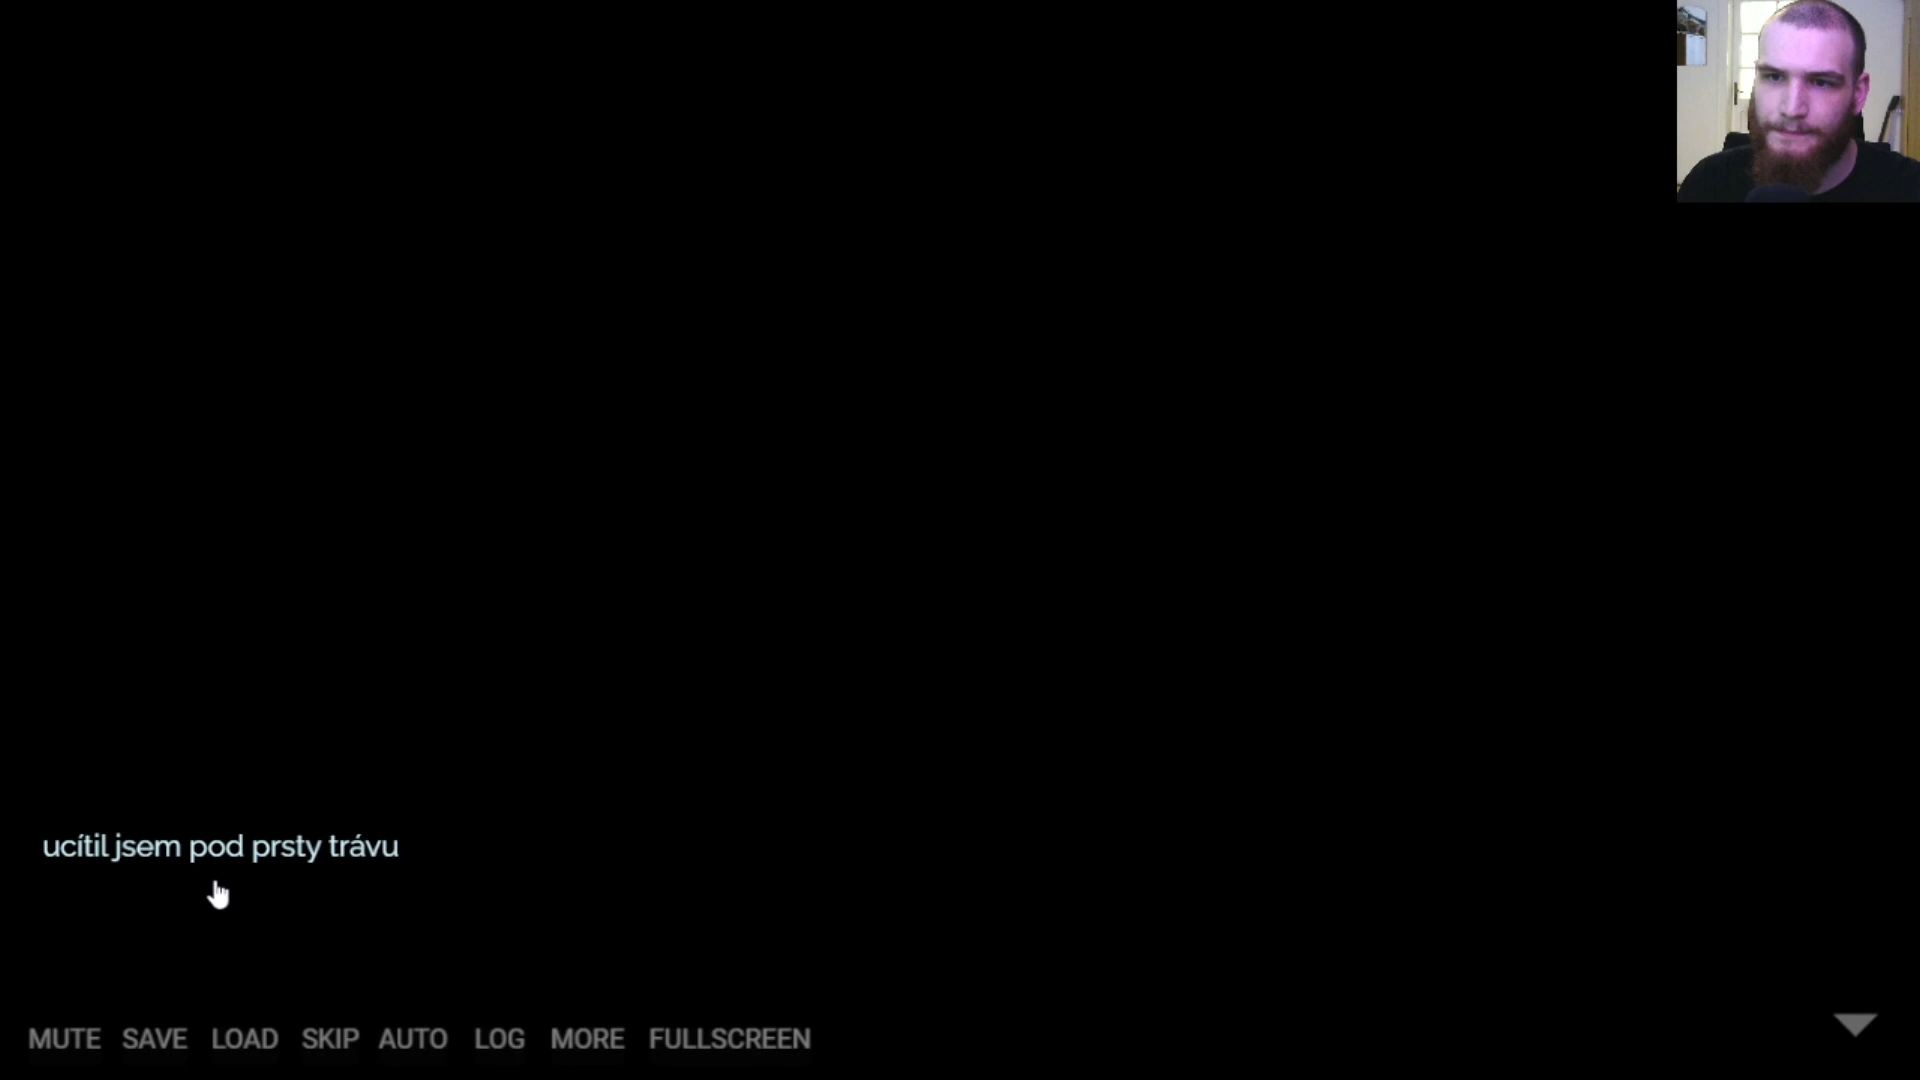 ucítil jsem pod prsty trávu
MUTE SAVE LOAD SKIP AUTO LOG MORE FULLSCREEN